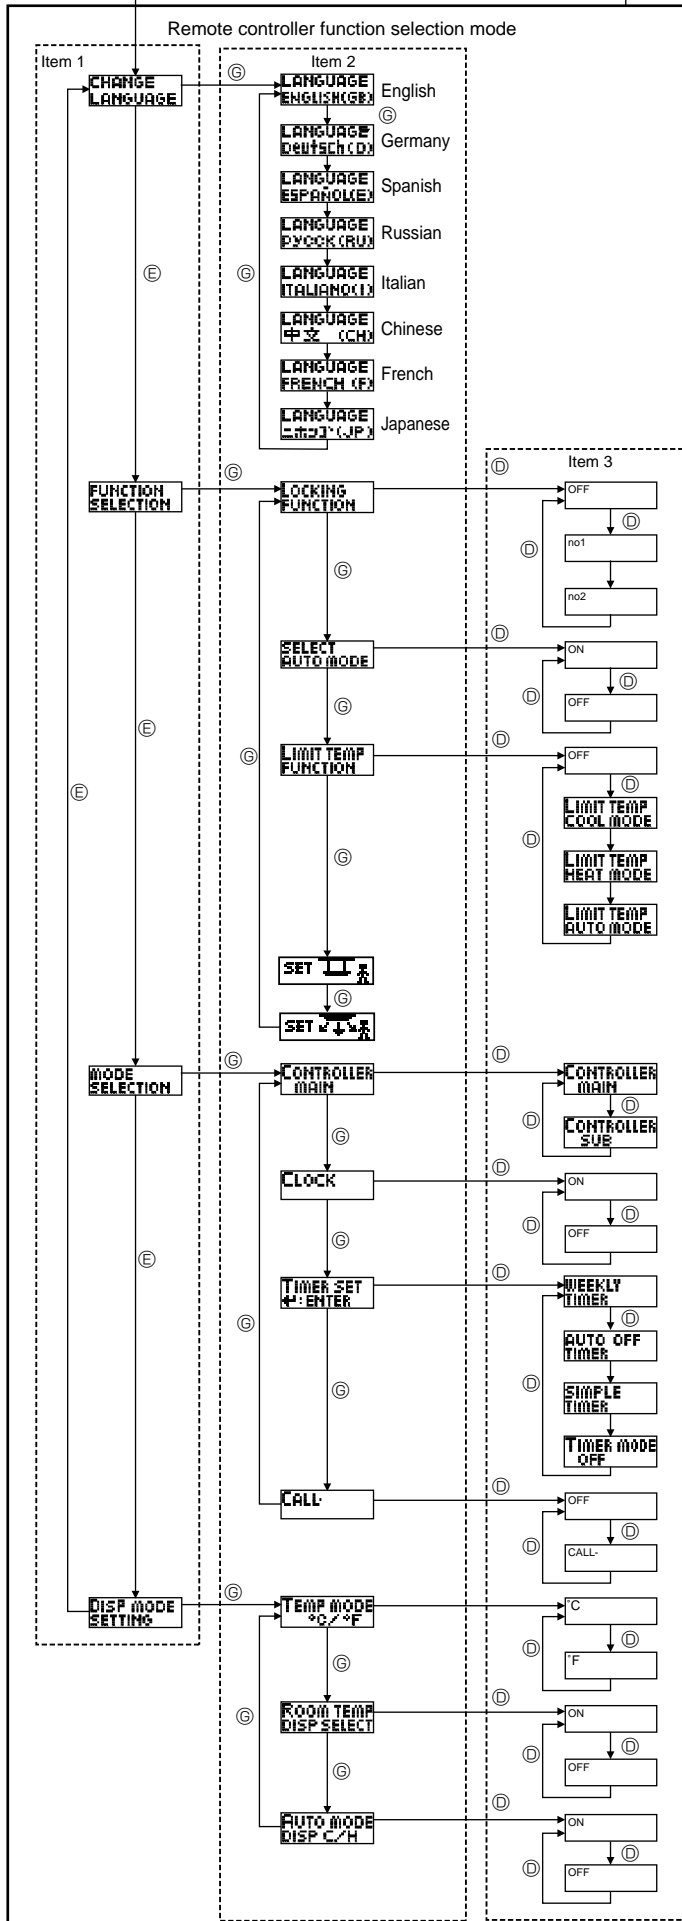 Remote controller function selection mode
Item 1
Item 2
CHANGE
LANGUAGE
Ⓖ
LANGUAGE
ENGLISH(GB)
English
Ⓖ
LANGUAGE
Deutsch(D)
Germany
LANGUAGE
ESPAÑOL(E)
Spanish
LANGUAGE
РУССК(RU)
Russian
Ⓔ
Ⓖ
LANGUAGE
ITALIANO(I)
Italian
LANGUAGE
中文 (CH)
Chinese
LANGUAGE
FRENCH (F)
French
LANGUAGE
ニホンゴ(JP)
Japanese
Item 3
FUNCTION
SELECTION
Ⓖ
LOCKING
FUNCTION
Ⓓ
OFF
Ⓓ
Ⓓ
no1
no2
Ⓖ
SELECT
AUTO MODE
Ⓓ
ON
Ⓓ
Ⓓ
OFF
Ⓖ
Ⓔ
Ⓖ
LIMIT TEMP
FUNCTION
Ⓓ
OFF
Ⓓ
Ⓔ
LIMIT TEMP
COOL MODE
Ⓓ
LIMIT TEMP
HEAT MODE
Ⓖ
LIMIT TEMP
AUTO MODE
SET
Ⓖ
SET
MODE
SELECTION
Ⓖ
CONTROLLER
MAIN
Ⓓ
CONTROLLER
MAIN
Ⓓ
Ⓓ
CONTROLLER
SUB
Ⓖ
CLOCK
Ⓓ
ON
Ⓓ
Ⓓ
OFF
Ⓖ
Ⓔ
TIMER SET
↵:ENTER
Ⓓ
WEEKLY
TIMER
Ⓓ
Ⓖ
AUTO OFF
TIMER
Ⓓ
SIMPLE
TIMER
Ⓖ
TIMER MODE
OFF
CALL-
Ⓓ
OFF
Ⓓ
Ⓓ
CALL-
DISP MODE
SETTING
Ⓖ
TEMP MODE
°C/°F
Ⓓ
°C
Ⓓ
Ⓓ
°F
Ⓖ
ROOM TEMP
DISP SELECT
Ⓓ
ON
Ⓖ
Ⓓ
Ⓓ
OFF
Ⓖ
AUTO MODE
DISP C/H
Ⓓ
ON
Ⓓ
Ⓓ
OFF